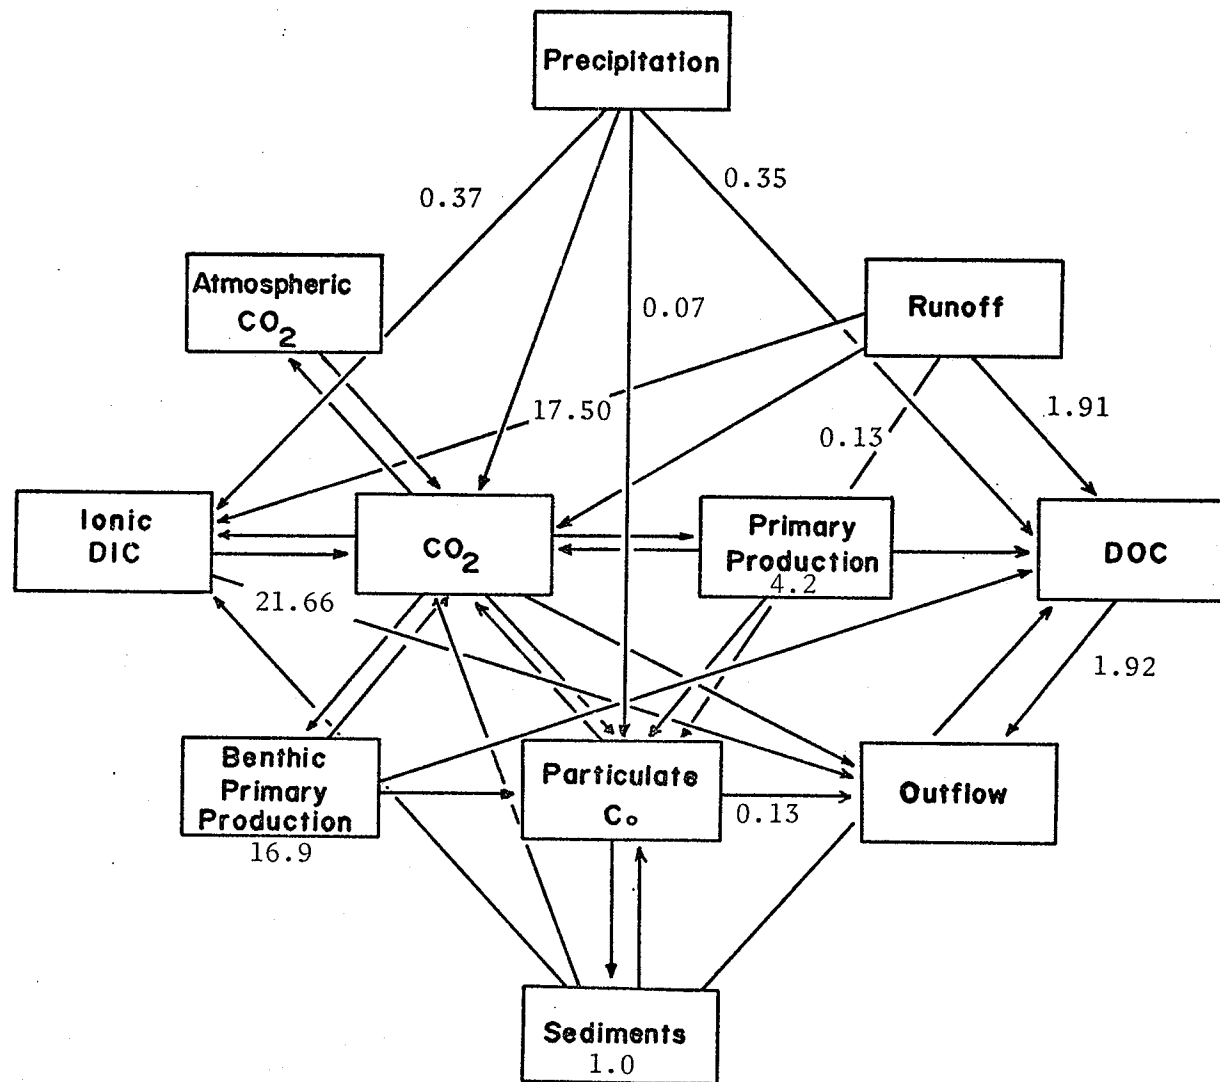 Precipitation
0.37
0.35
Atmospheric
CO2
0.07
Runoff
17.50
0.13
1.91
Ionic
DIC
CO2
Primary
Production
4.2
DOC
21.66
1.92
Benthic
Primary
Production
16.9
Particulate
Co
0.13
Outflow
Sediments
1.0